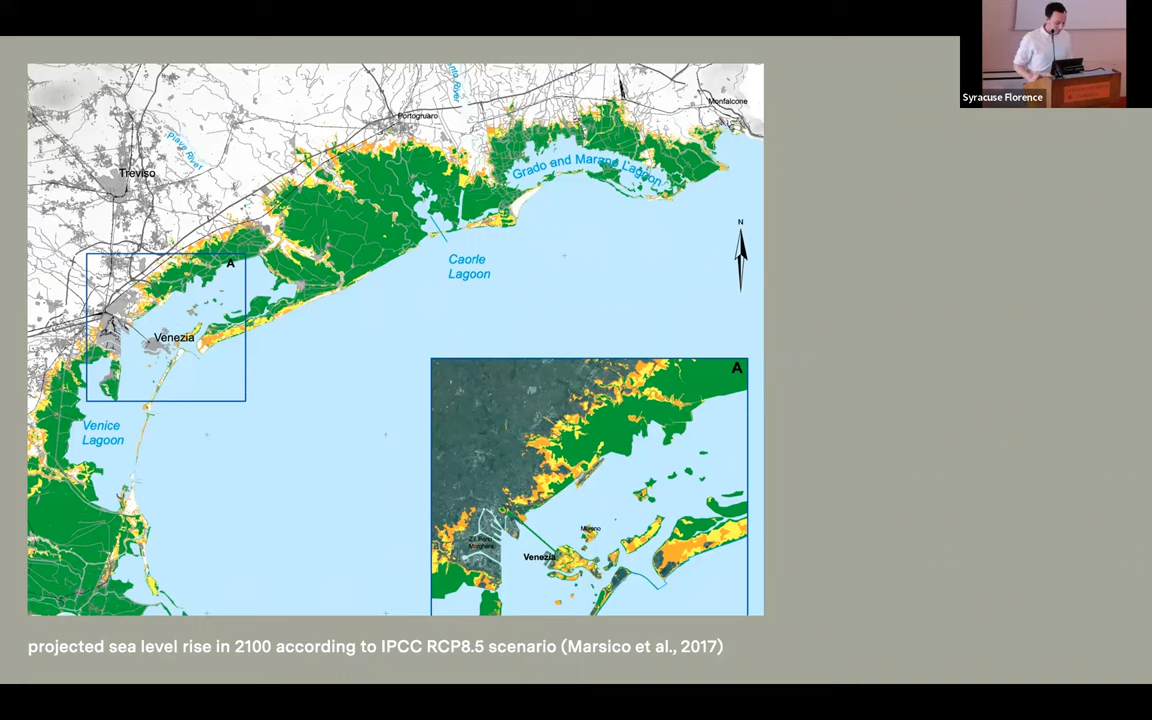 Syracuse Florence
Portogruaro
Monfalcone
Piave River
Treviso
Grado and Marano Lagoon
N
Caorle
Lagoon
A
Venezia
Venice
Lagoon
A
Murano
Venezia
projected sea level rise in 2100 according to IPCC RCP8.5 scenario (Marsico et al., 2017)